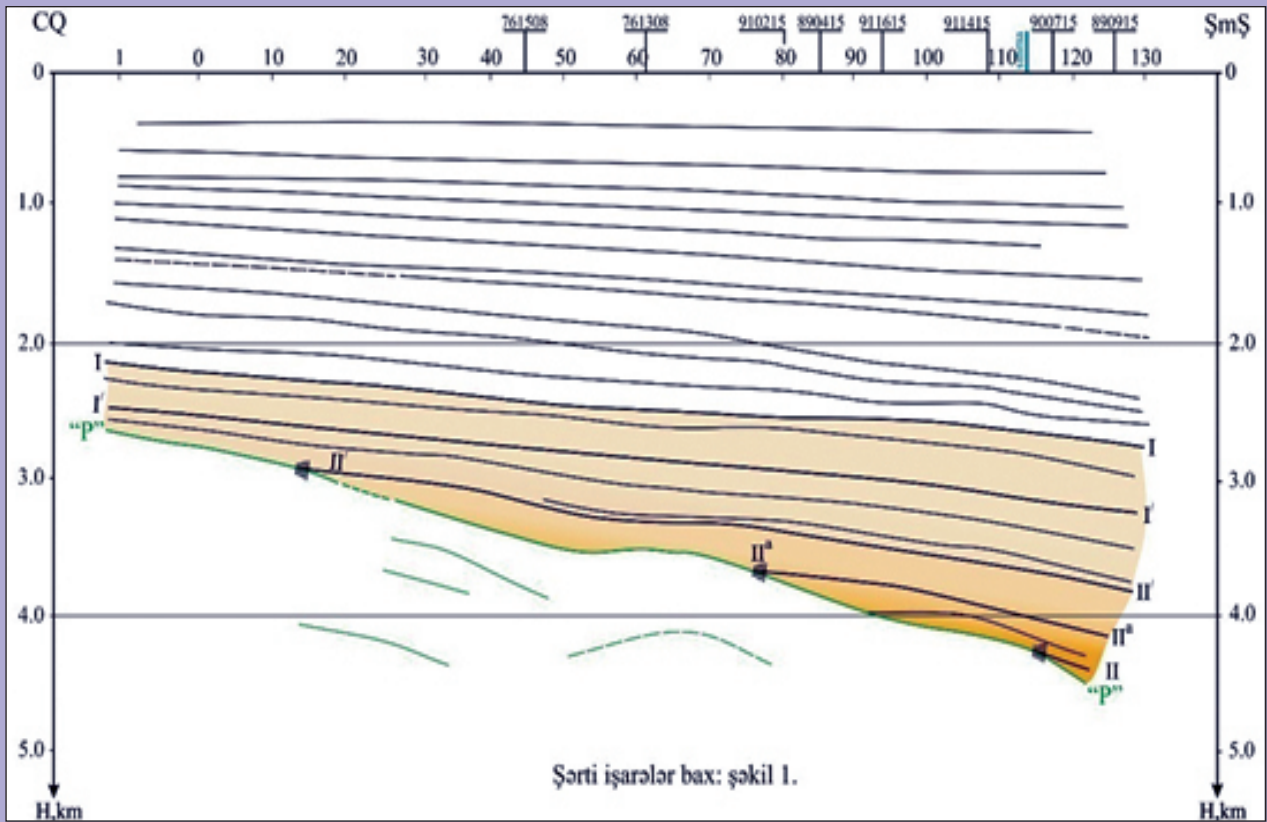 CQ 761508 761308 910215 890415 911615 911415 900715 890915 ŞmŞ
1 0 10 20 30 40 50 60 70 80 90 100 110 120 130
0 0
1.0 1.0
2.0 2.0
I
I'
"P"
I
3.0 II' 3.0
I'
IIª
II'
4.0 4.0
IIª
II
"P"
5.0 5.0
Şərti işarələr bax: şəkil 1.
H,km H,km